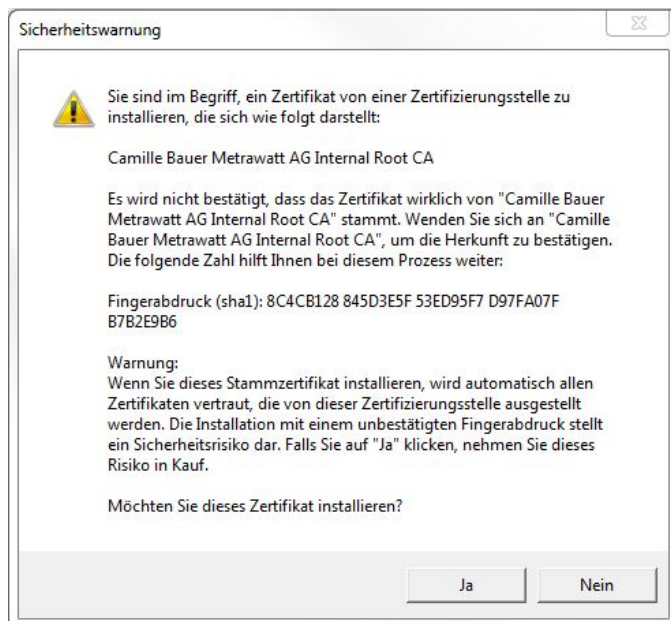 Sicherheitswarnung
Sie sind im Begriff, ein Zertifikat von einer Zertifizierungsstelle zu
installieren, die sich wie folgt darstellt:
Camille Bauer Metrawatt AG Internal Root CA
Es wird nicht bestätigt, dass das Zertifikat wirklich von "Camille Bauer
Metrawatt AG Internal Root CA" stammt. Wenden Sie sich an "Camille
Bauer Metrawatt AG Internal Root CA", um die Herkunft zu bestätigen.
Die folgende Zahl hilft Ihnen bei diesem Prozess weiter:
Fingerabdruck (sha1): 8C4CB128 845D3E5F 53ED95F7 D97FA07F
B7B2E9B6
Warnung:
Wenn Sie dieses Stammzertifikat installieren, wird automatisch allen
Zertifikaten vertraut, die von dieser Zertifizierungsstelle ausgestellt
werden. Die Installation mit einem unbestätigten Fingerabdruck stellt
ein Sicherheitsrisiko dar. Falls Sie auf "Ja" klicken, nehmen Sie dieses
Risiko in Kauf.
Möchten Sie dieses Zertifikat installieren?
Ja
Nein